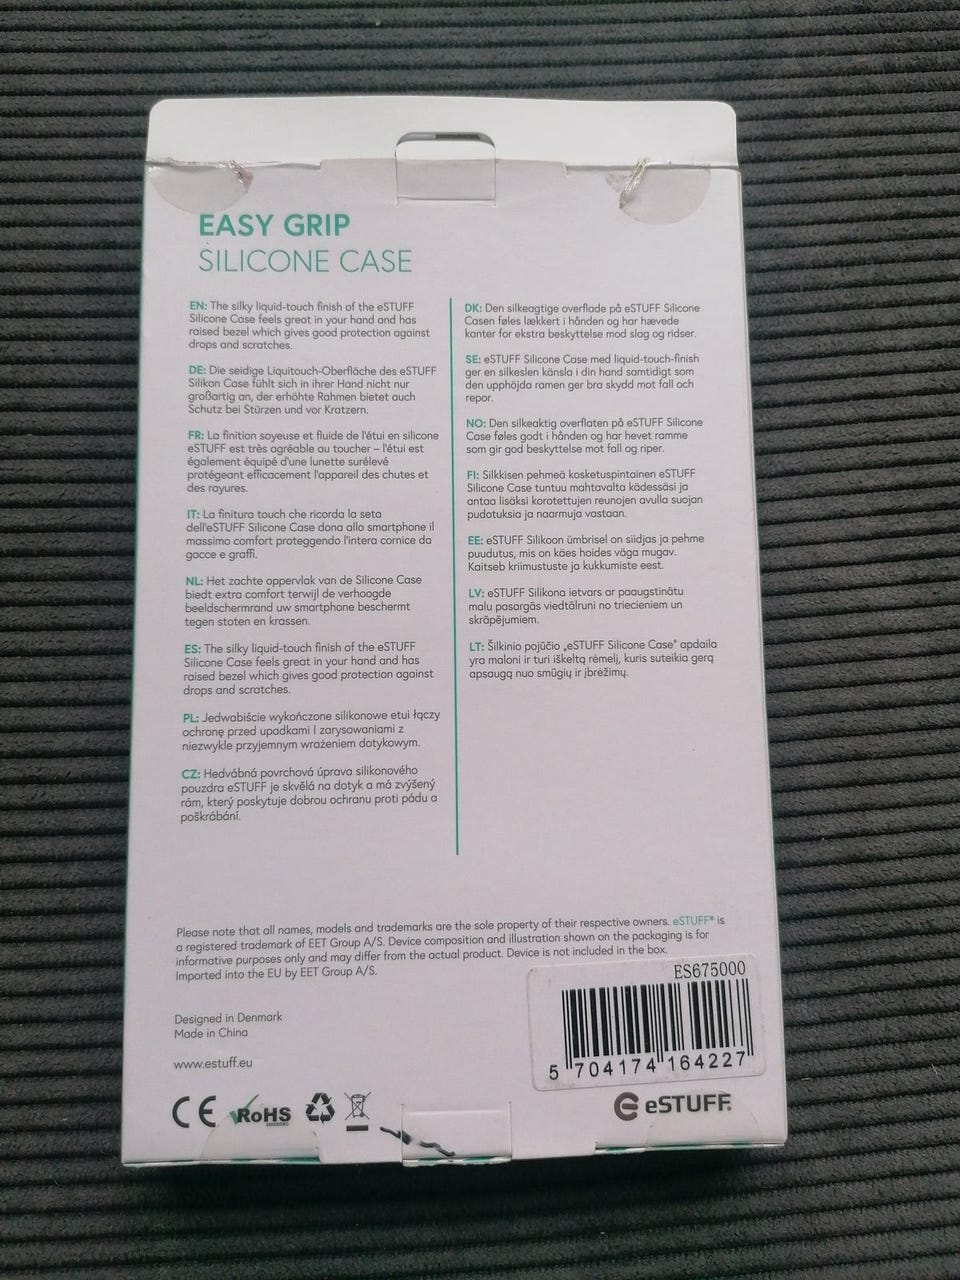 EASY GRIP
SILICONE CASE
EN: The silky liquid-touch finish of the eSTUFF
Silicone Case feels great in your hand and has
raised bezel which gives good protection against
drops and scratches.
DE: Die seidige Liquitouch-Oberfläche des eSTUFF
Silikon Case fühlt sich in ihrer Hand nicht nur
großartig an, der erhöhte Rahmen bietet auch
Schutz bei Stürzen und vor Kratzern.
FR: La finition soyeuse et fluide de l'étui en silicone
eSTUFF est très agréable au toucher – l'étui est
également équipé d'une lunette surélevé
protégeant efficacement l'appareil des chutes et
des rayures.
IT: La finitura touch che ricorda la seta
dell'eSTUFF Silicone Case dona allo smartphone il
massimo comfort proteggendo l'intera cornice da
gocce e graffi.
NL: Het zachte oppervlak van de Silicone Case
biedt extra comfort terwijl de verhoogde
beeldschermrand uw smartphone beschermt
tegen stoten en krassen.
ES: The silky liquid-touch finish of the eSTUFF
Silicone Case feels great in your hand and has
raised bezel which gives good protection against
drops and scratches.
PL: Jedwabiście wykończone silikonowe etui łączy
ochronę przed upadkami I zarysowaniami z
niezwykle przyjemnym wrażeniem dotykowym.
CZ: Hedvábná povrchová úprava silikonového
pouzdra eSTUFF je skvělá na dotyk a má zvýšený
rám, který poskytuje dobrou ochranu proti pádu a
poškrábání.
DK: Den silkeagtige overflade på eSTUFF Silicone
Casen føles lækkert i hånden og har hævede
kanter for ekstra beskyttelse mod slag og ridser.
SE: eSTUFF Silicone Case med liquid-touch-finish
ger en silkeslen känsla i din hand samtidigt som
den upphöjda ramen ger bra skydd mot fall och
repor.
NO: Den silkeaktig overflaten på eSTUFF Silicone
Case føles godt i hånden og har hevet ramme
som gir god beskyttelse mot fall og riper.
FI: Silkkisen pehmeä kosketuspintainen eSTUFF
Silicone Case tuntuu mahtavalta kädessäsi ja
antaa lisäksi korotettujen reunojen avulla suojan
pudotuksia ja naarmuja vastaan.
EE: eSTUFF Silikoon ümbrisel on siidjas ja pehme
puudutus, mis on käes hoides väga mugav.
Kaitseb kriimustuste ja kukkumiste eest.
LV: eSTUFF Silikona ietvars ar paaugstinātu
malu pasargās viedtālruni no triecieniem un
skrāpējumiem.
LT: Šilkinio pojūčio „eSTUFF Silicone Case" apdaila
yra maloni ir turi iškeltą rėmelį, kuris suteikia gerą
apsaugą nuo smūgių ir įbrėžimų.
Please note that all names, models and trademarks are the sole property of their respective owners. eSTUFF® is
a registered trademark of EET Group A/S. Device composition and illustration shown on the packaging is for
informative purposes only and may differ from the actual product. Device is not included in the box.
Imported into the EU by EET Group A/S.
Designed in Denmark
Made in China
www.estuff.eu
ES675000
5 704174 164227
CE RoHS
eSTUFF